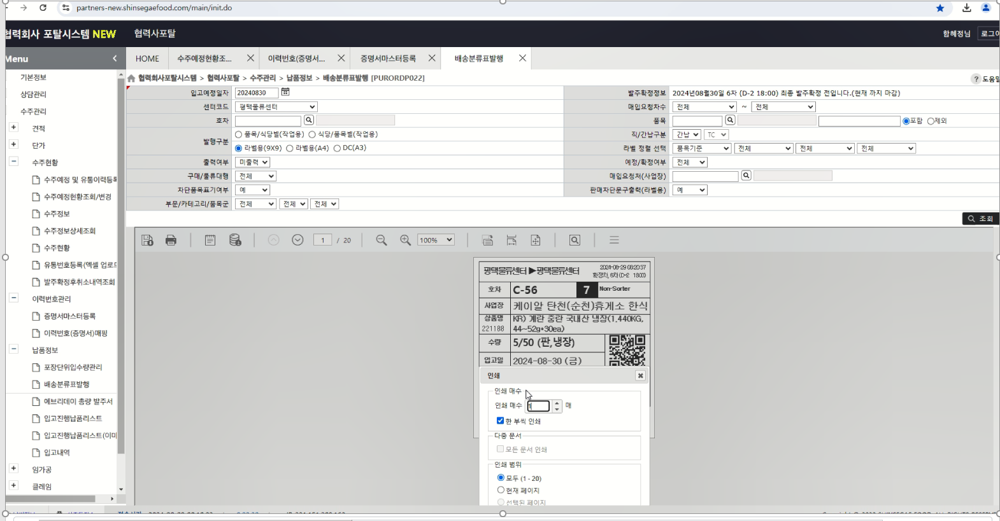 partners-new.shinsegaefood.com/main/init.do
협력회사 포탈시스템 NEW 협력사포탈 함혜정님
Menu HOME 수주예정현황조... 이력번호(증명서... 증명서마스터등록 배송분류표발행
협력회사포탈시스템 > 협력사포탈 > 수주관리 > 납품정보 > 배송분류표발행 [PURORDP022] ? 도움말
기본정보
상담관리
수주관리
견적
단가
수주현황
수주예정 및 유통이력등록
수주예정현황조회/변경
수주정보
수주정보상세조회
수주현황
유통번호등록(엑셀 업로드
발주확정후취소내역조회
이력번호관리
증명서마스터등록
이력번호(증명서)매핑
납품정보
포장단위입수량관리
배송분류표발행
에브리데이 총량 발주서
입고진행납품리스트
입고진행납품리스트(이미
입고내역
임가공
클레임
입고예정일자 20240830 발주확정정보 2024년08월30일 6차 (D-2 18:00) 최종 발주확정 전입니다.(현재 까지 마감)
센터코드 평택물류센터 매입요청차수 전체 ~ 전체
호차 품목 포함 제외
발행구분 품목/식당별(작업용) 식당/품목별(작업용) 직/간납구분 간납 TC
라벨용(9X9) 라벨용(A4) DC(A3) 라벨 정렬 선택 품목기준 전체 전체 전체
출력여부 미출력 예정/확정여부 전체
구매/물류대행 전체 매입요청처(사업장)
차단품목표기여부 예 판매차단문구출력(라벨용) 예
부문/카테고리/품목군 전체 전체 전체
조회
1 / 20 100%
평택물류센터 ▶평택물류센터 2024-08-29 08:20:37
확정차, 6차 (D-2 18:00)
호차 C-56 7 Non-Sorter
사업장 케이알 탄천(순천)휴게소 한식
상품명 KR) 계란 중란 국내산 냉장(1.440KG,
221188 44~52g*30ea)
수량 5/50 (판,냉장)
입고일 2024-08-30 (금)
인쇄
인쇄 매수
인쇄 매수 1 매
한 부씩 인쇄
다중 문서
모든 문서 인쇄
인쇄 범위
모두 (1 - 20)
현재 페이지
선택된 페이지